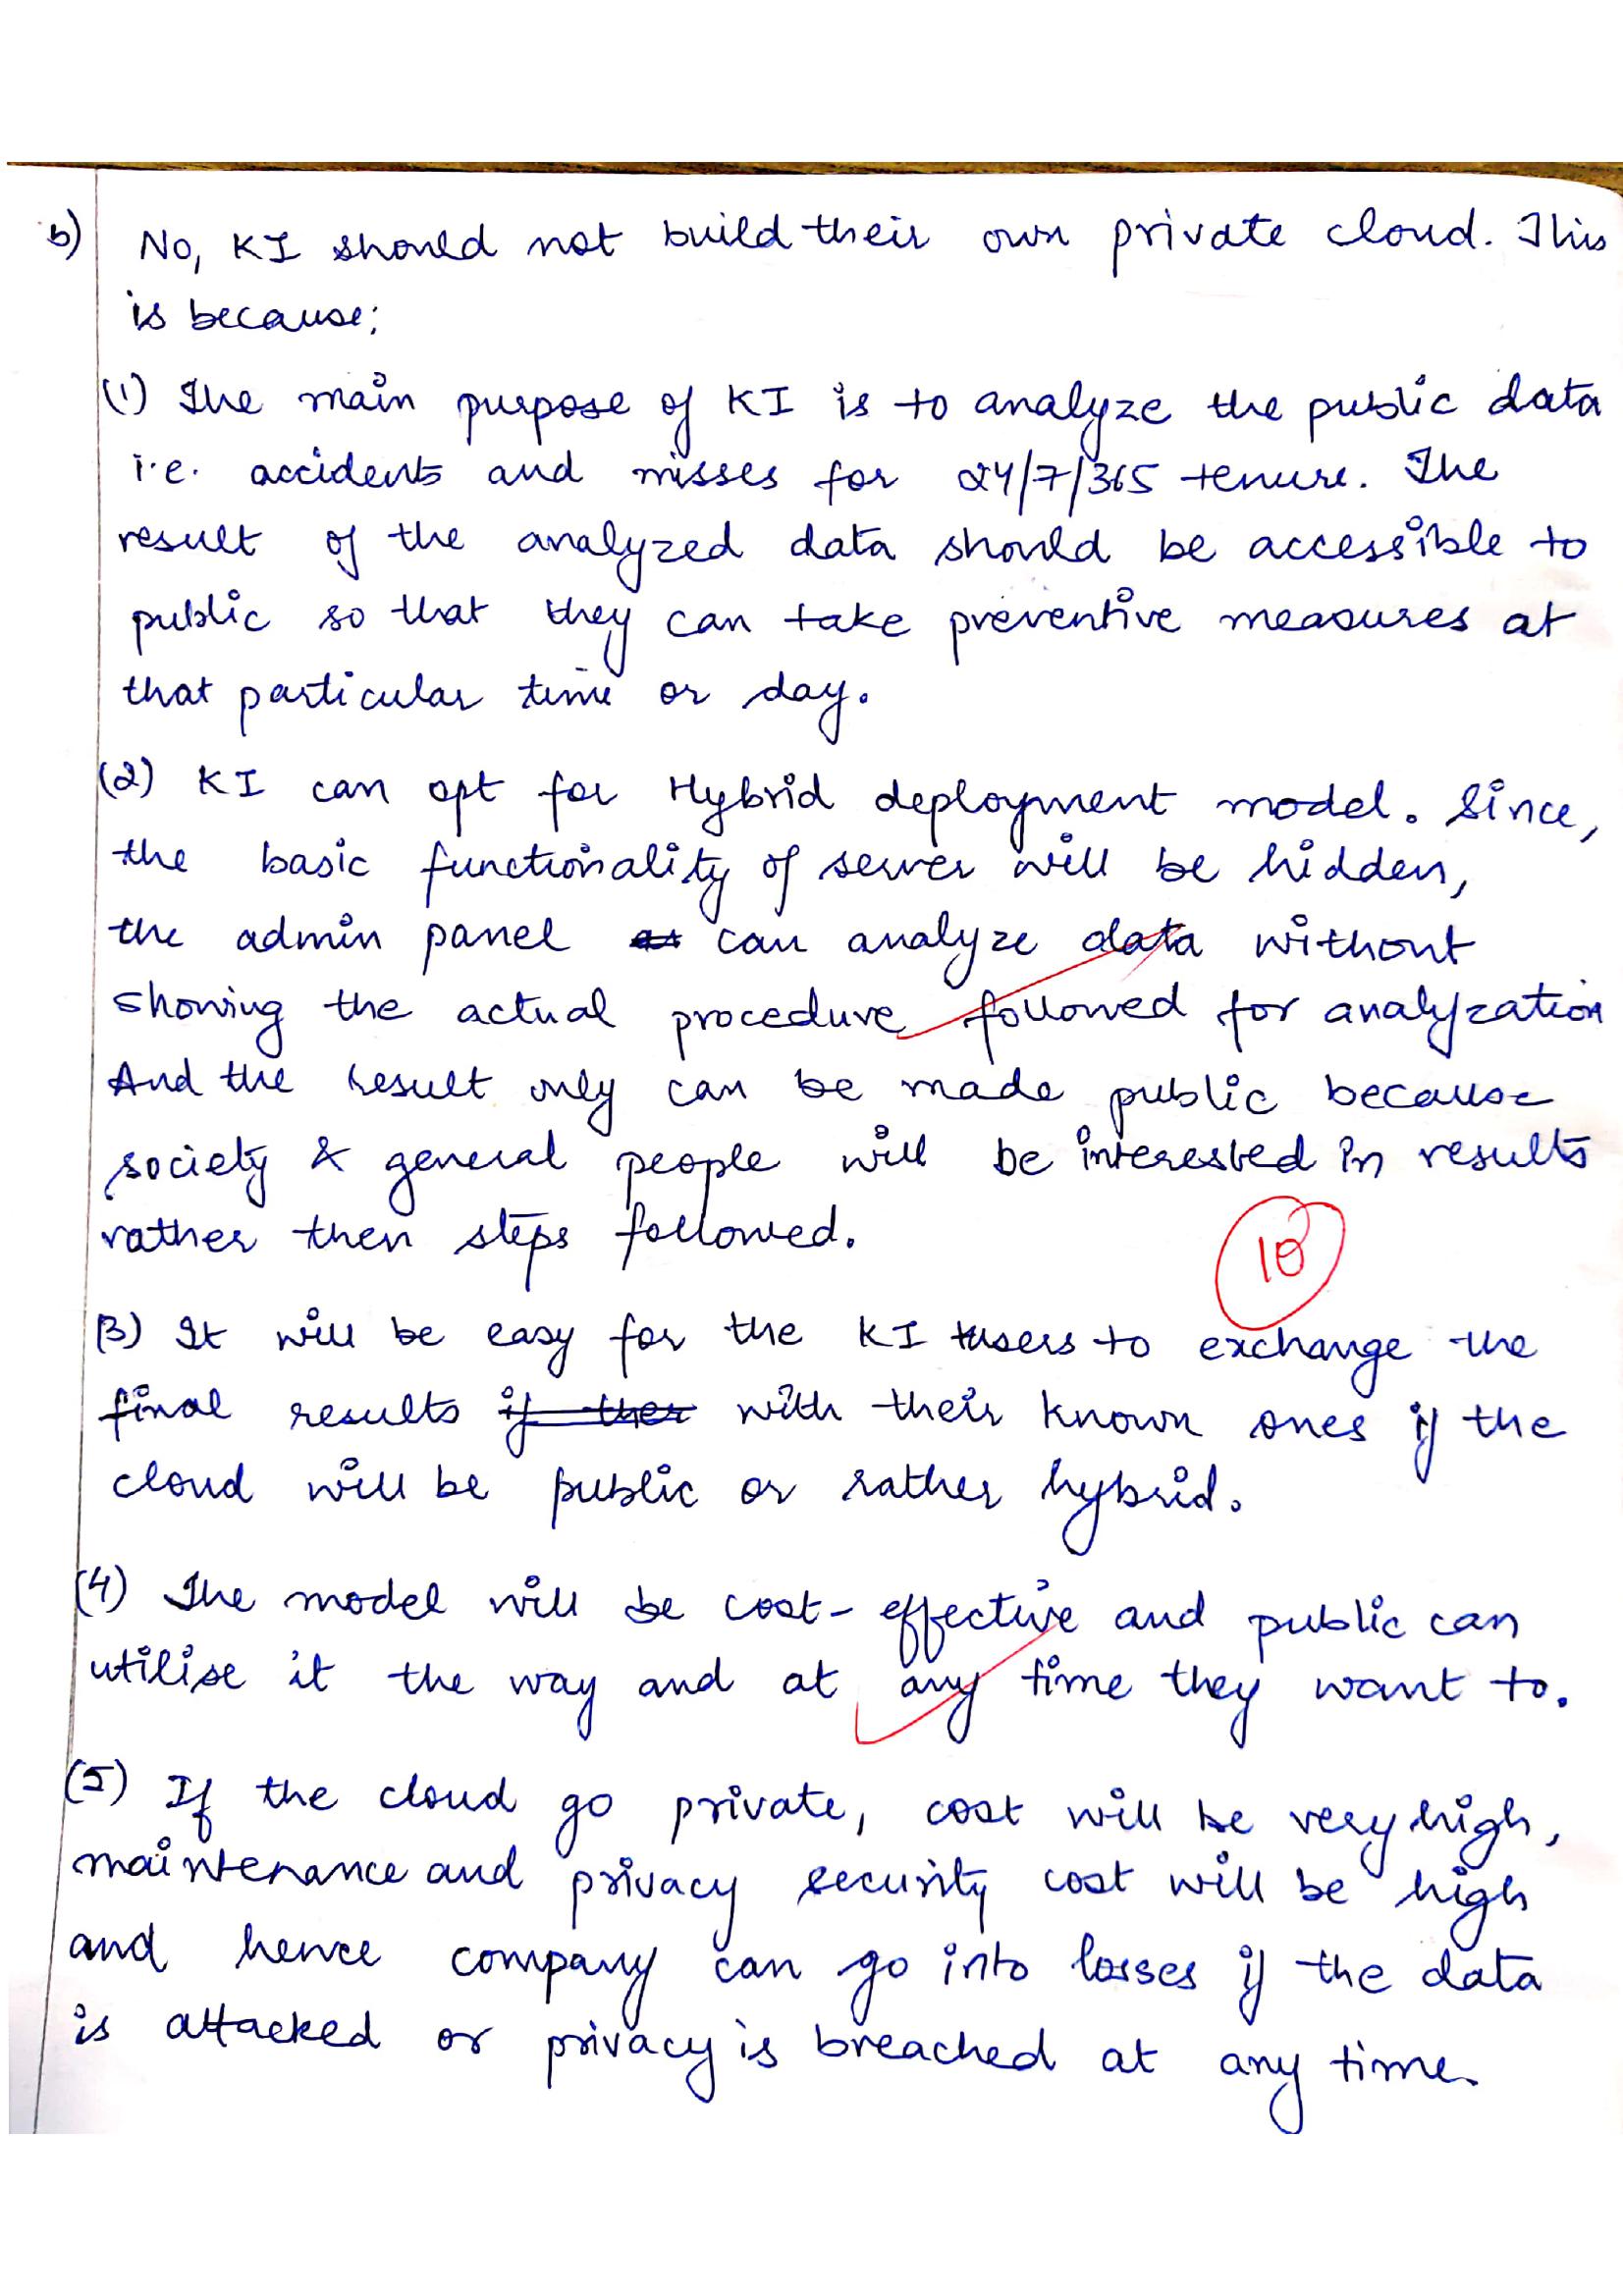 b) No, KI should not build their own private cloud. This
is because;
(1) The main purpose of KI is to analyze the public data
i.e. accidents and misses for 24/7/365 tenure. The
result of the analyzed data should be accessible to
public so that they can take preventive measures at
that particular time or day.
(2) KI can opt for Hybrid deployment model. Since,
the basic functionality of server will be hidden,
the admin panel as can analyze data without
showing the actual procedure followed for analyzation
And the result only can be made public because
society & general people will be interested in results
rather then steps followed.
10
(3) It will be easy for the KI users to exchange the
final results if ther with their known ones if the
cloud will be public or rather hybrid.
(4) The model will be cost-effective and public can
utilise it the way and at any time they want to.
(5) If the cloud go private, cost will be very high,
maintenance and privacy security cost will be high
and hence company can go into losses if the data
is attacked or privacy is breached at any time.